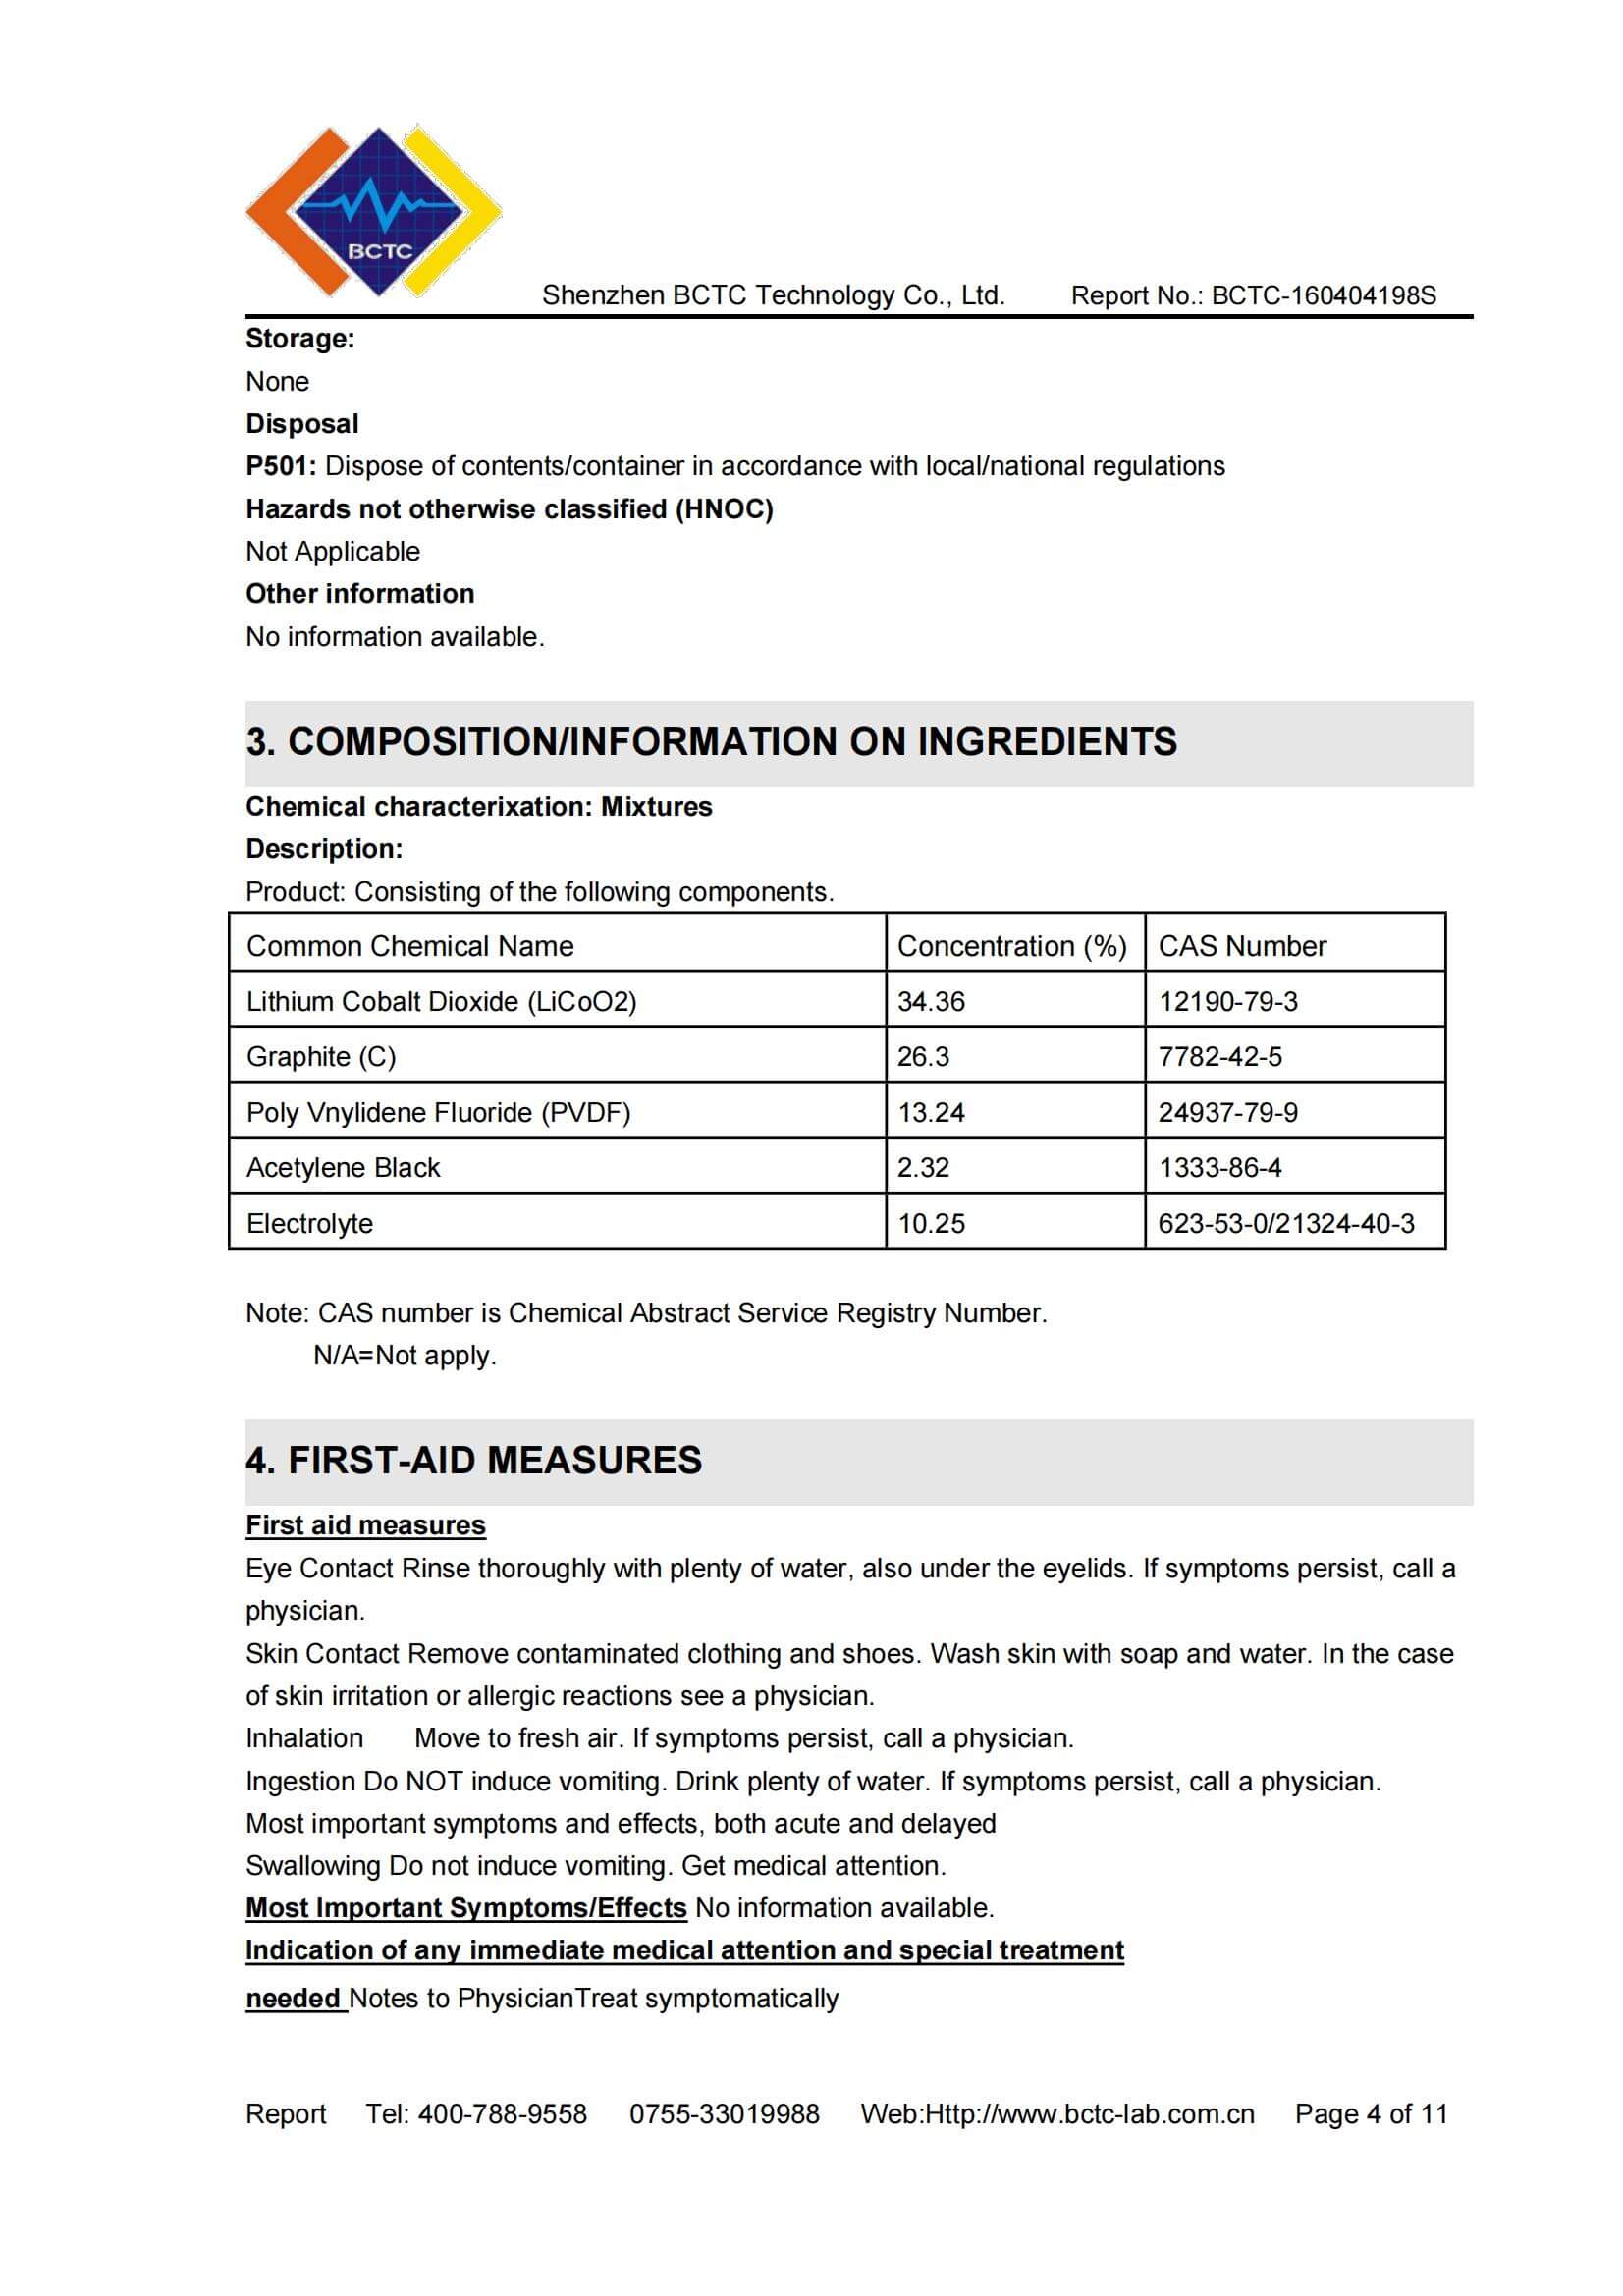 BCTC
Shenzhen BCTC Technology Co., Ltd. Report No.: BCTC-160404198S
Storage:
None
Disposal
P501: Dispose of contents/container in accordance with local/national regulations
Hazards not otherwise classified (HNOC)
Not Applicable
Other information
No information available.
3. COMPOSITION/INFORMATION ON INGREDIENTS
Chemical characterixation: Mixtures
Description:
Product: Consisting of the following components.
Common Chemical Name Concentration (%) CAS Number
Lithium Cobalt Dioxide (LiCoO2) 34.36 12190-79-3
Graphite (C) 26.3 7782-42-5
Poly Vnylidene Fluoride (PVDF) 13.24 24937-79-9
Acetylene Black 2.32 1333-86-4
Electrolyte 10.25 623-53-0/21324-40-3
Note: CAS number is Chemical Abstract Service Registry Number.
N/A=Not apply.
4. FIRST-AID MEASURES
First aid measures
Eye Contact Rinse thoroughly with plenty of water, also under the eyelids. If symptoms persist, call a
physician.
Skin Contact Remove contaminated clothing and shoes. Wash skin with soap and water. In the case
of skin irritation or allergic reactions see a physician.
Inhalation Move to fresh air. If symptoms persist, call a physician.
Ingestion Do NOT induce vomiting. Drink plenty of water. If symptoms persist, call a physician.
Most important symptoms and effects, both acute and delayed
Swallowing Do not induce vomiting. Get medical attention.
Most Important Symptoms/Effects No information available.
Indication of any immediate medical attention and special treatment
needed Notes to PhysicianTreat symptomatically
Report Tel: 400-788-9558 0755-33019988 Web:Http://www.bctc-lab.com.cn Page 4 of 11